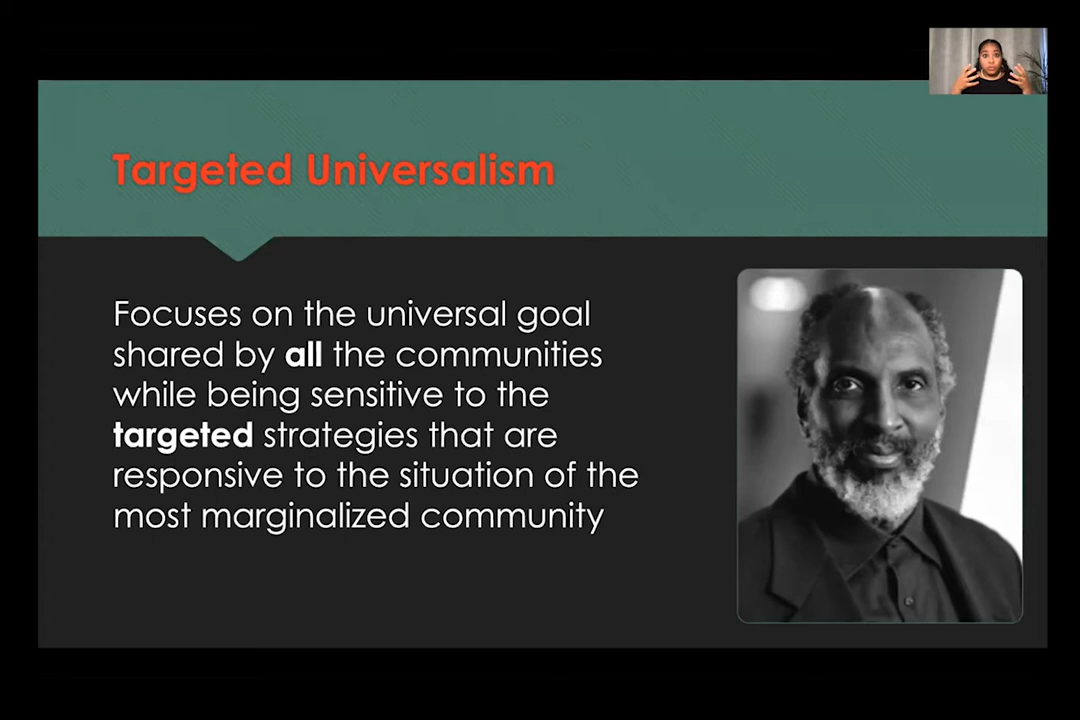 Targeted Universalism
Focuses on the universal goal
shared by all the communities
while being sensitive to the
targeted strategies that are
responsive to the situation of the
most marginalized community